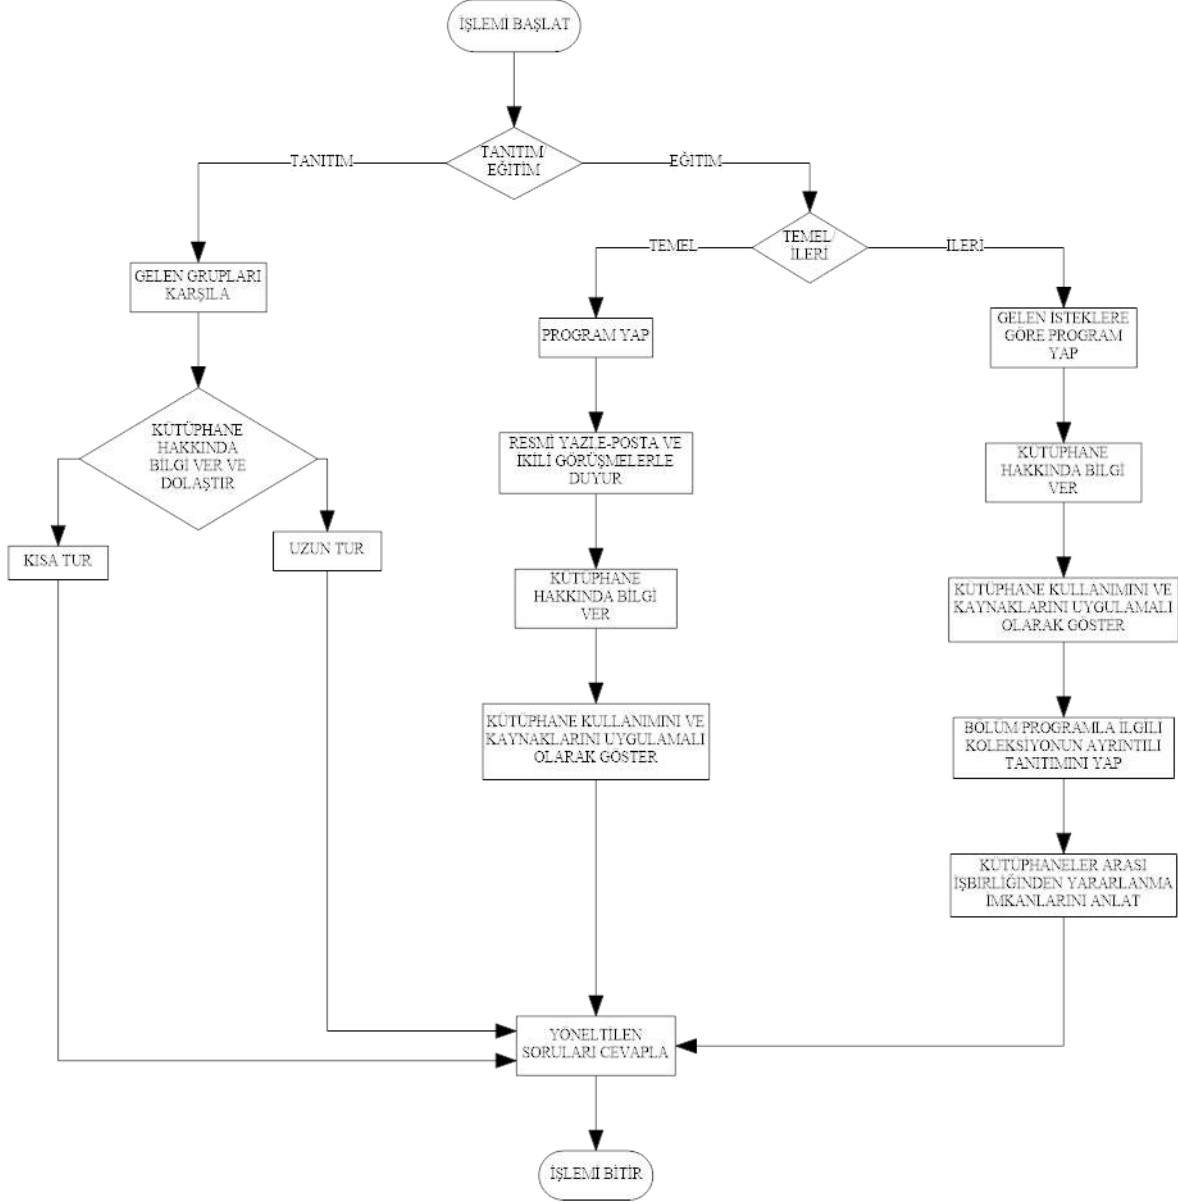 İŞLEMİ BAŞLAT
TANITIM/
EĞİTİM
TANITIM
EĞİTİM
TEMEL/
İLERİ
TEMEL
İLERİ
GELEN GRUPLARI
KARŞILA
KÜTÜPHANE
HAKKINDA
BİLGİ VER VE
DOLAŞTIR
KISA TUR
UZUN TUR
PROGRAM YAP
RESMİ YAZI,E-POSTA VE
İKİLİ GÖRÜŞMELERLE
DUYUR
KÜTÜPHANE
HAKKINDA BİLGİ
VER
KÜTÜPHANE KULLANIMINI VE
KAYNAKLARINI UYGULAMALI
OLARAK GÖSTER
GELEN İSTEKLERE
GÖRE PROGRAM
YAP
KÜTÜPHANE
HAKKINDA BİLGİ
VER
KÜTÜPHANE KULLANIMINI VE
KAYNAKLARINI UYGULAMALI
OLARAK GÖSTER
BÖLÜM/PROGRAMLA İLGİLİ
KOLEKSİYONUN AYRINTILI
TANITIMINI YAP
KÜTÜPHANELER ARASI
İŞBİRLİĞİNDEN YARARLANMA
İMKANLARINI ANLAT
YÖNELTİLEN
SORULARI CEVAPLA
İŞLEMİ BİTİR